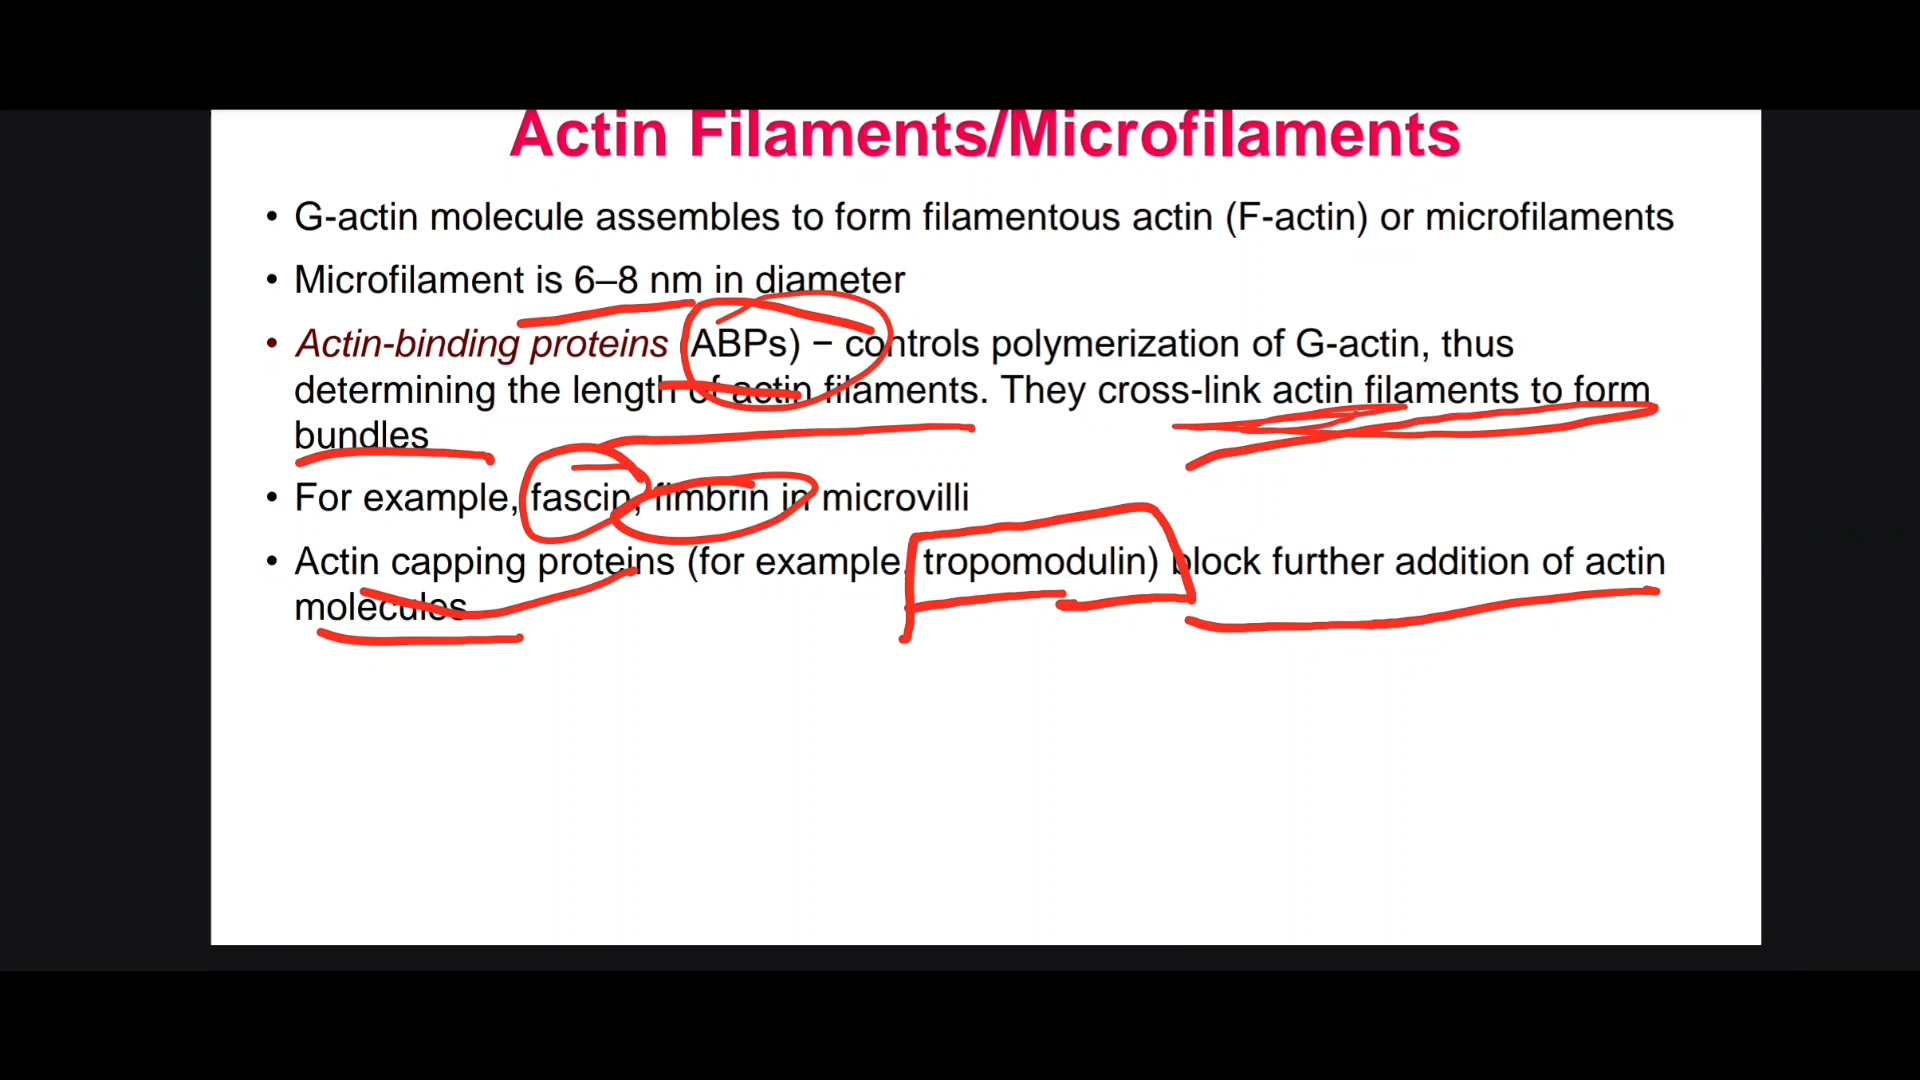 Actin Filaments/Microfilaments
• G-actin molecule assembles to form filamentous actin (F-actin) or microfilaments
• Microfilament is 6–8 nm in diameter
• Actin-binding proteins (ABPs) − controls polymerization of G-actin, thus
determining the length of actin filaments. They cross-link actin filaments to form
bundles
• For example, fascin, fimbrin in microvilli
• Actin capping proteins (for example, tropomodulin) block further addition of actin
molecules